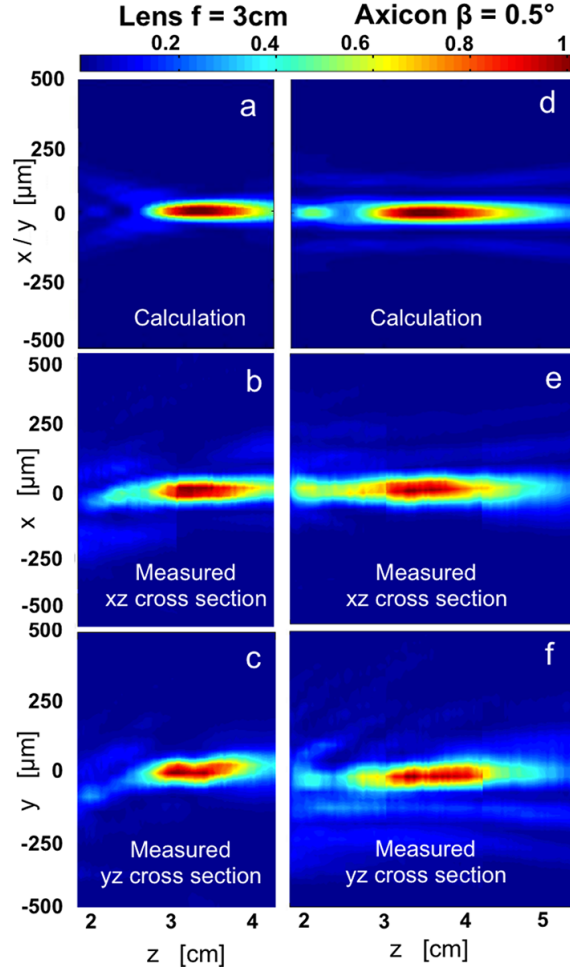 Lens f = 3cm Axicon β = 0.5°
0.2 0.4 0.6 0.8 1
500
250
0
-250
-500
x / y [µm]
a
Calculation
d
Calculation
500
250
0
-250
-500
x [µm]
b
Measured
xz cross section
e
Measured
xz cross section
500
250
0
-250
-500
y [µm]
c
Measured
yz cross section
f
Measured
yz cross section
2 3 4 2 3 4 5
z [cm] z [cm]